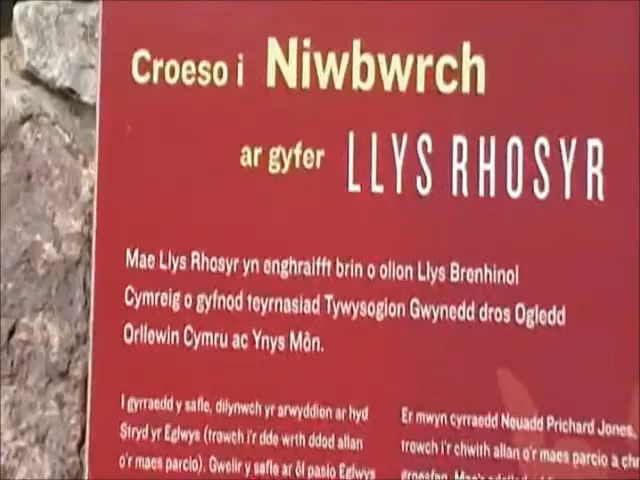 Croeso i Niwbwrch
ar gyfer LLYS RHOSYR
Mae Llys Rhosyr yn enghraifft brin o olion Llys Brenhinol
Cymreig o gyfnod teyrnasiad Tywysogion Gwynedd dros Ogledd
Orllewin Cymru ac Ynys Môn.
I gyrraedd y safle, dilynwch yr arwyddion ar hyd
Stryd yr Eglwys (trowch i'r dde wrth ddod allan
o'r maes parcio). Gwelir y safle ar ôl pasio Eglwys
Er mwyn cyrraedd Neuadd Prichard Jones,
trowch i'r chwith allan o'r maes parcio a